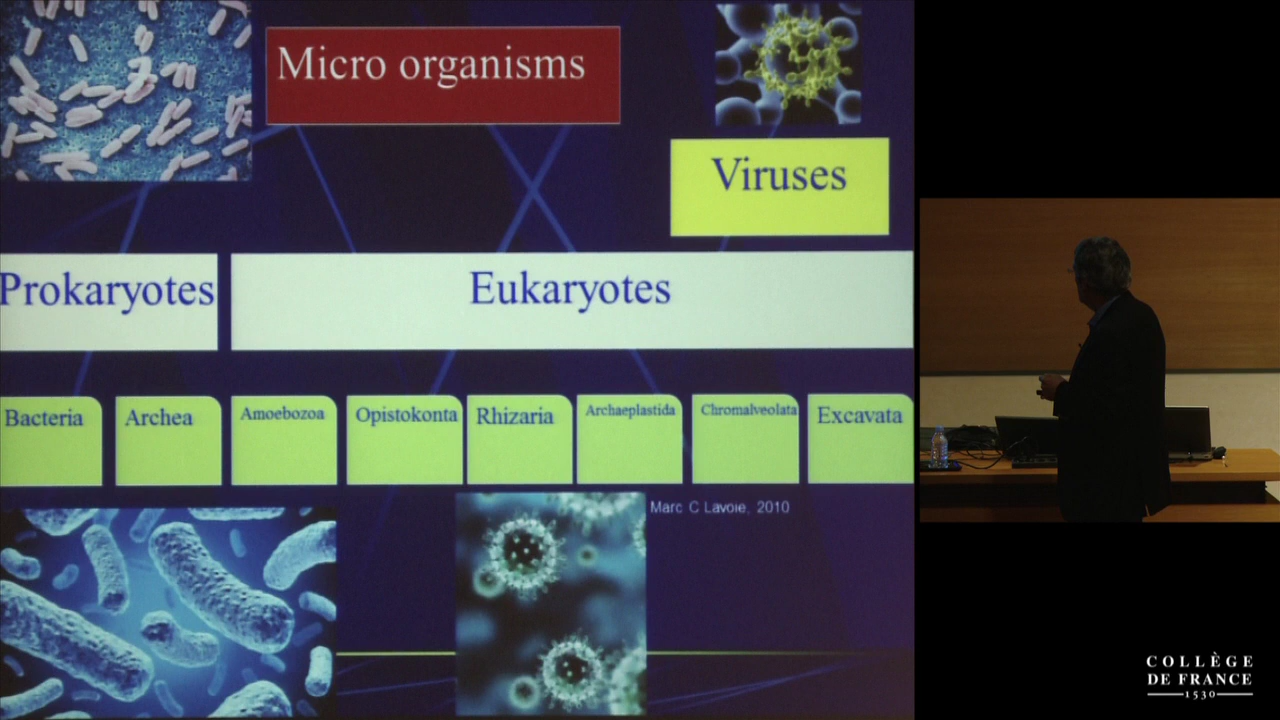 Micro organisms
Viruses
Prokaryotes
Eukaryotes
Bacteria
Archea
Amoebozoa
Opistokonta
Rhizaria
Archaeplastida
Chromalveolata
Excavata
Marc C Lavoie, 2010
COLLÈGE
DE FRANCE
1530